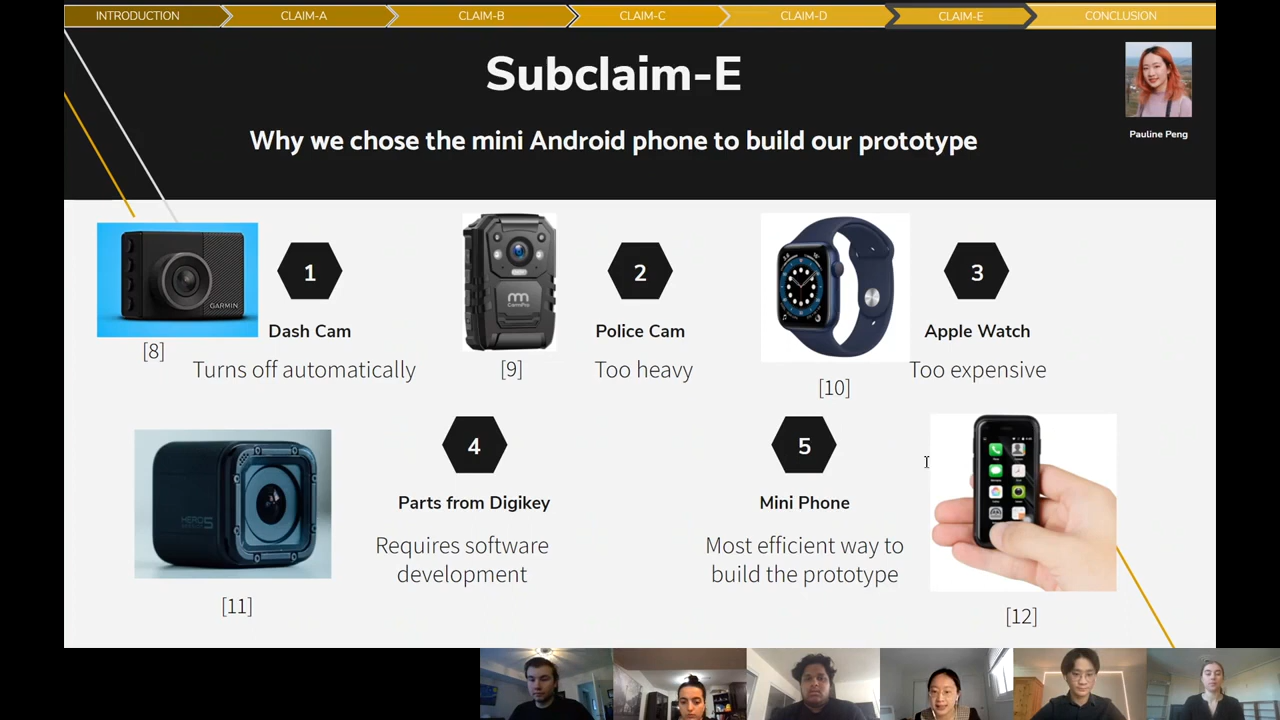 INTRODUCTION
CLAIM-A
CLAIM-B
CLAIM-C
CLAIM-D
CLAIM-E
CONCLUSION
Subclaim-E
Why we chose the mini Android phone to build our prototype
Pauline Peng
GARMIN
[8]
1
Dash Cam
Turns off automatically
CamPro
[9]
2
Police Cam
Too heavy
[10]
3
Apple Watch
Too expensive
HERO5
[11]
4
Parts from Digikey
Requires software
development
5
Mini Phone
Most efficient way to
build the prototype
[12]